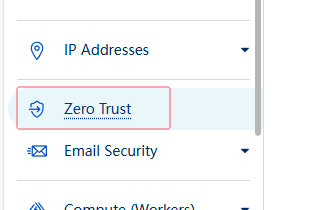 IP Addresses
Zero Trust
Email Security
Compute (Workers)